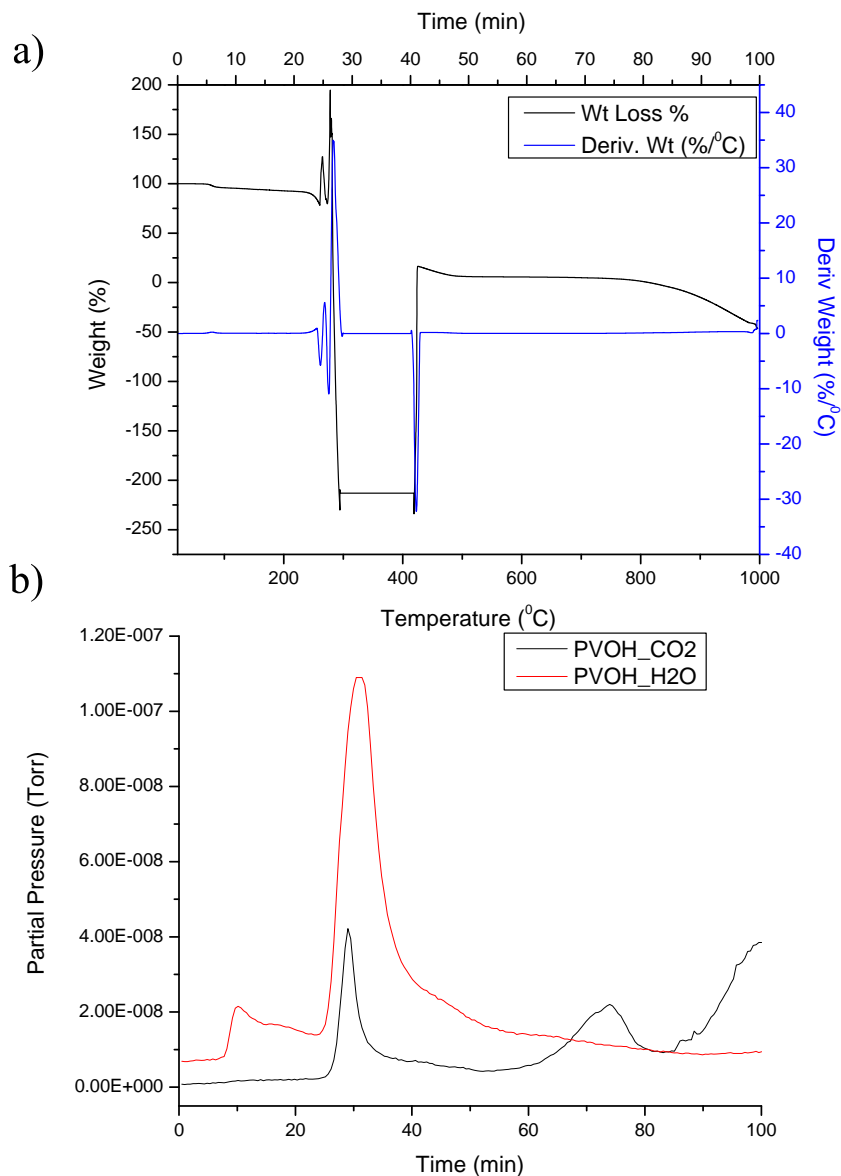 a)
Time (min)
0 10 20 30 40 50 60 70 80 90 100
Wt Loss %
Deriv. Wt (%/⁰C)
200
150
100
50
0
-50
-100
-150
-200
-250
Weight (%)
40
30
20
10
0
-10
-20
-30
-40
Deriv Weight (%/⁰C)
200 400 600 800 1000
Temperature (⁰C)
b)
PVOH_CO2
PVOH_H2O
1.20E-007
1.00E-007
8.00E-008
6.00E-008
4.00E-008
2.00E-008
0.00E+000
Partial Pressure (Torr)
0 20 40 60 80 100
Time (min)